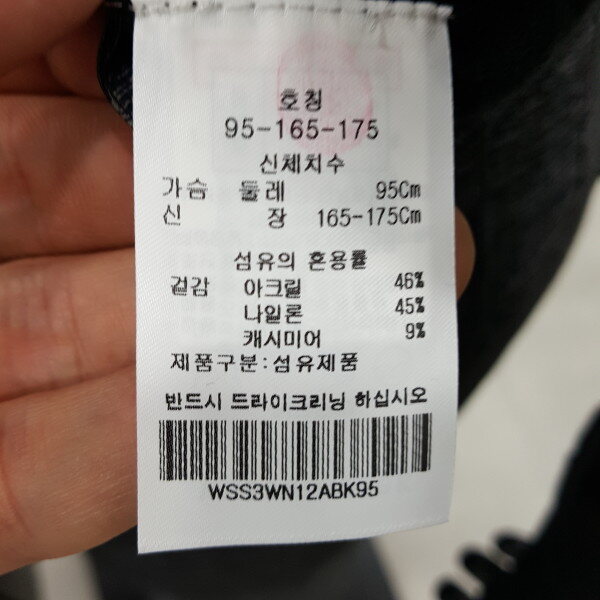 호칭
95-165-175
신체치수
가슴 둘레 95Cm
신 장 165-175Cm
섬유의 혼용률
겉감 아크릴 46%
나일론 45%
캐시미어 9%
제품구분:섬유제품
반드시 드라이크리닝 하십시오
WSS3WN12ABK95